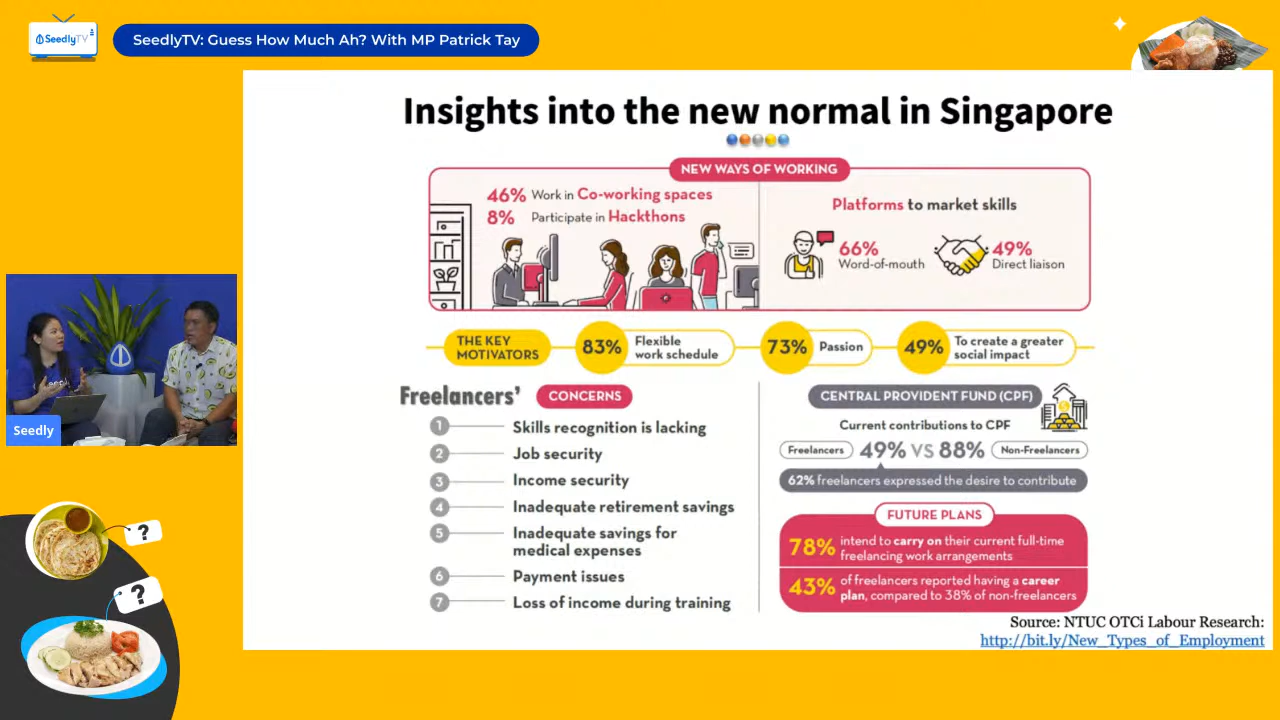 SeedlyTV
SeedlyTV: Guess How Much Ah? With MP Patrick Tay
Insights into the new normal in Singapore
NEW WAYS OF WORKING
46% Work in Co-working spaces
8% Participate in Hackthons
Platforms to market skills
66%
Word-of-mouth
49%
Direct liaison
THE KEY
MOTIVATORS
83%
Flexible
work schedule
73%
Passion
49%
To create a greater
social impact
Freelancers'
CONCERNS
1 Skills recognition is lacking
2 Job security
3 Income security
4 Inadequate retirement savings
5 Inadequate savings for
medical expenses
6 Payment issues
7 Loss of income during training
CENTRAL PROVIDENT FUND (CPF)
Current contributions to CPF
Freelancers 49% VS 88% Non-Freelancers
62% freelancers expressed the desire to contribute
FUTURE PLANS
78% intend to carry on their current full-time
freelancing work arrangements
43% of freelancers reported having a career
plan, compared to 38% of non-freelancers
Source: NTUC OTCi Labour Research:
http://bit.ly/New_Types_of_Employment
Seedly
?
?